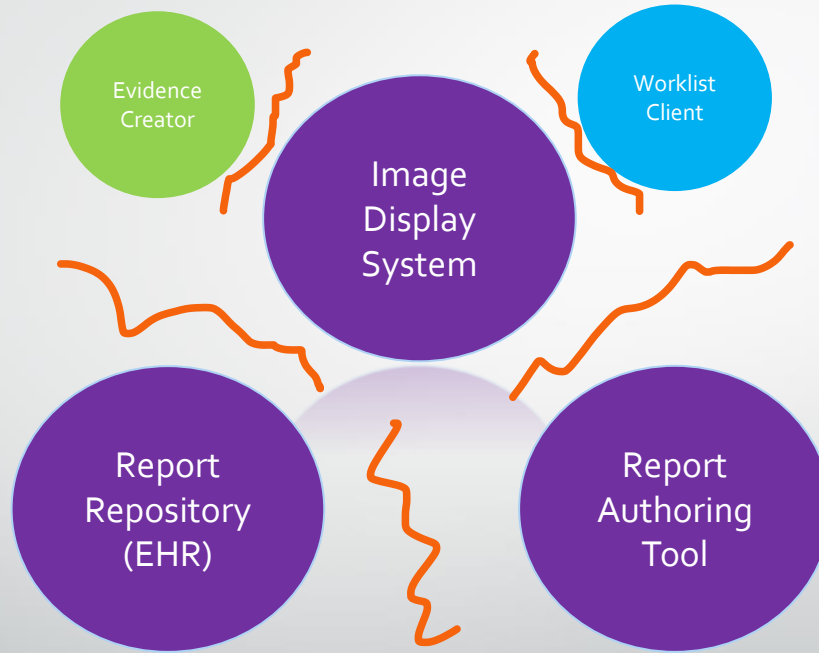 Evidence
Creator
Worklist
Client
Image
Display
System
Report
Repository
(EHR)
Report
Authoring
Tool